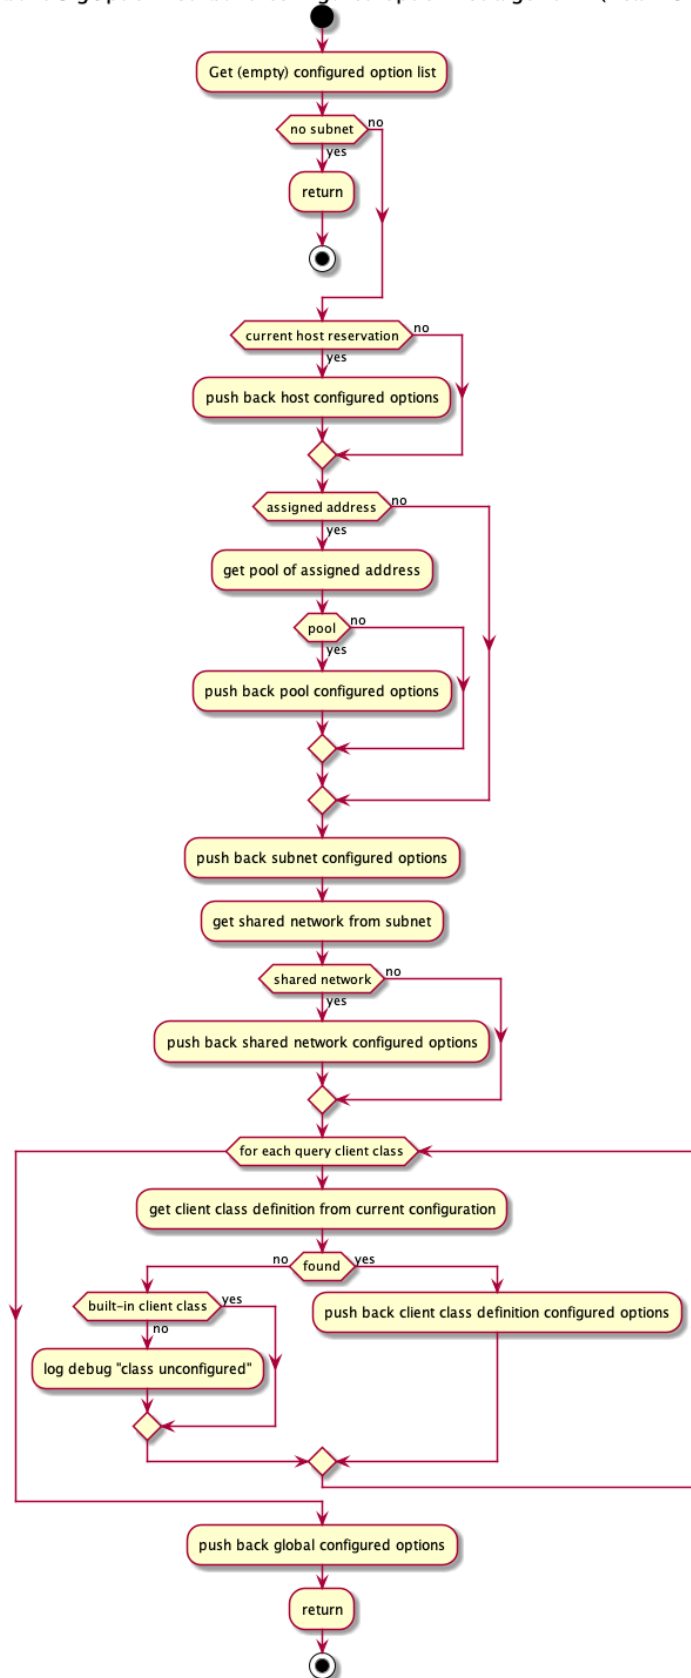 Get (empty) configured option list
no subnet
no
yes
return
current host reservation
no
yes
push back host configured options
assigned address
no
yes
get pool of assigned address
pool
no
yes
push back pool configured options
push back subnet configured options
get shared network from subnet
shared network
no
yes
push back shared network configured options
for each query client class
get client class definition from current configuration
no
found
yes
built-in client class
yes
push back client class definition configured options
no
log debug "class unconfigured"
push back global configured options
return